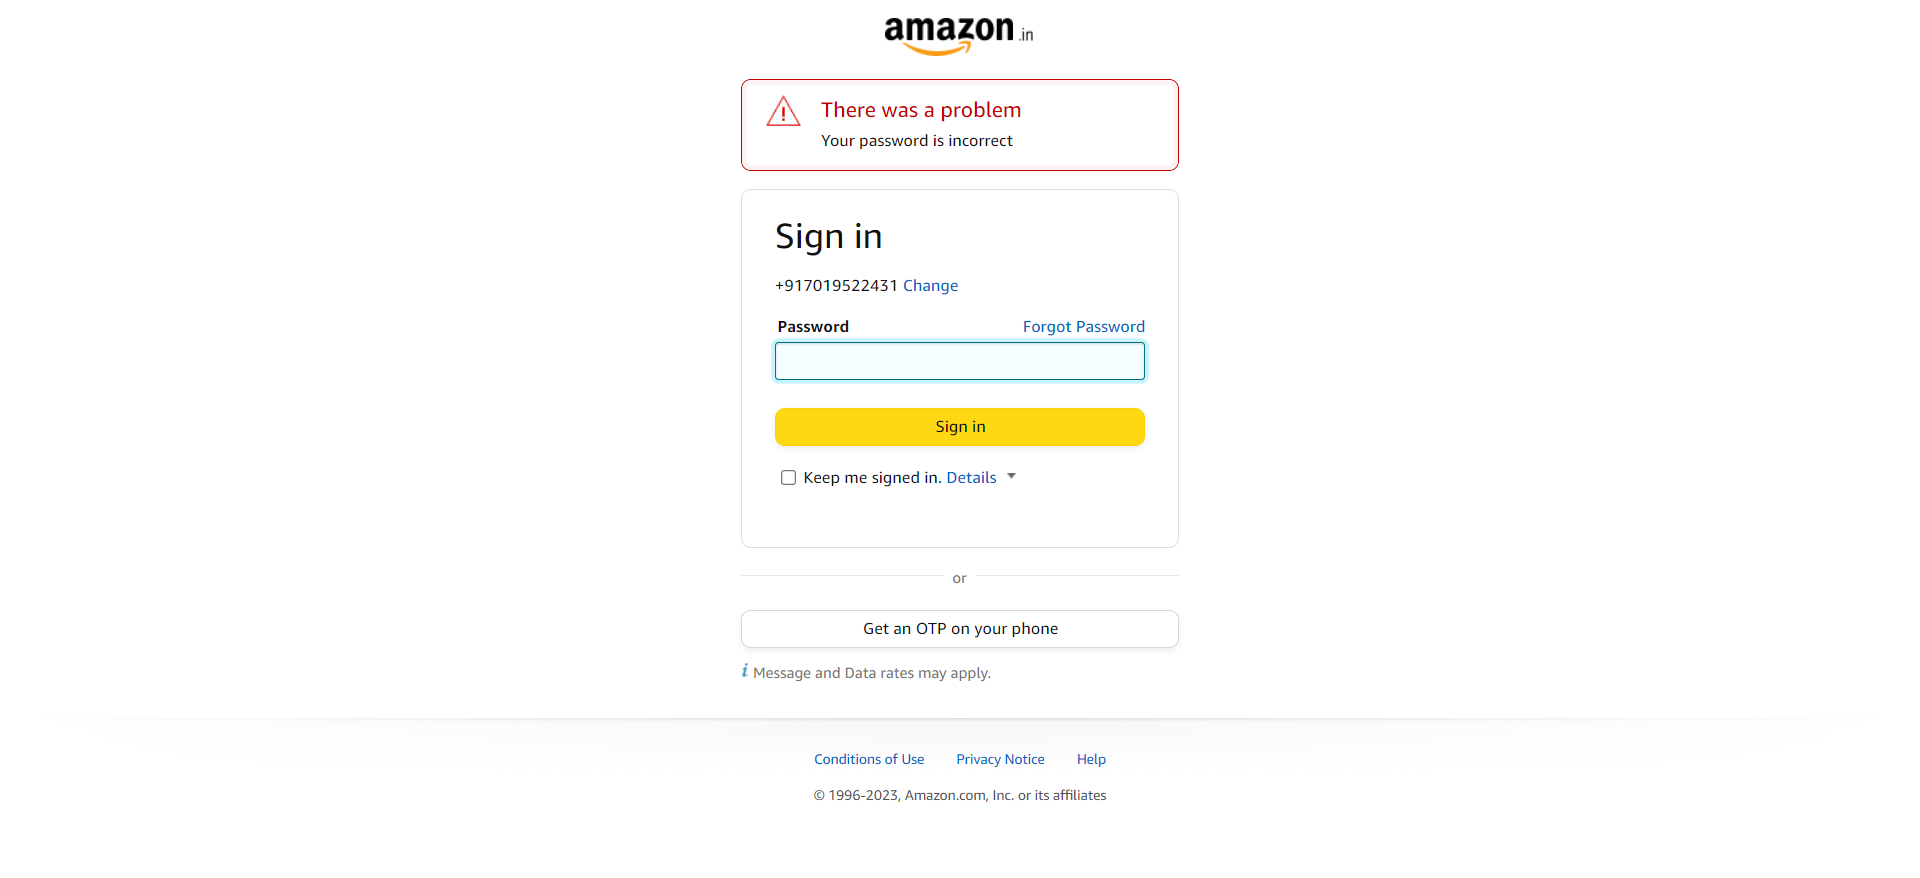 amazon.in
There was a problem
Your password is incorrect
Sign in
+917019522431 Change
Password Forgot Password
Sign in
Keep me signed in. Details
or
Get an OTP on your phone
i Message and Data rates may apply.
Conditions of Use Privacy Notice Help
© 1996-2023, Amazon.com, Inc. or its affiliates